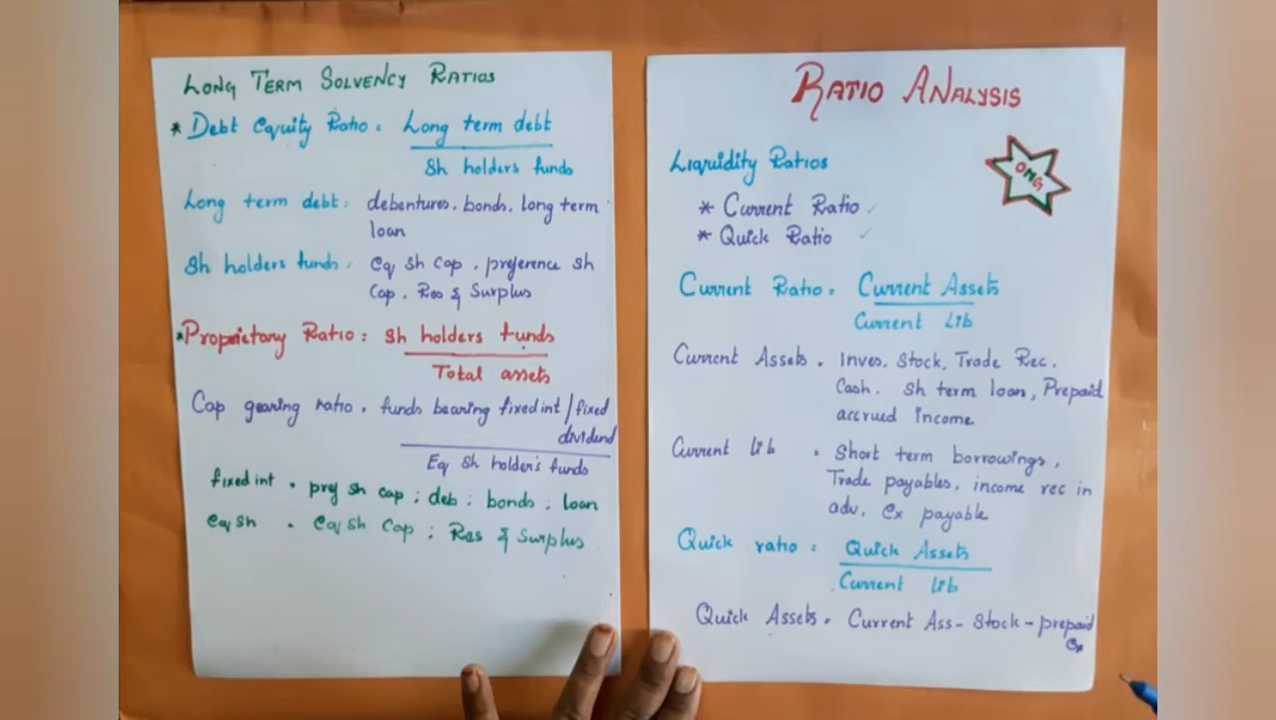 LONG TERM SOLVENCY RATIOS
* Debt Equity Ratio = Long term debt
Sh holders funds
Long term debt: debentures, bonds, long term
loan
Sh holders funds. Eq Sh Cap, preference Sh
Cap. Res & Surplus
*Proprietary Ratio: Sh holders funds
Total assets
Cap gearing ratio. funds bearing fixed int/fixed
dividend
Eq Sh holder's funds
fixed int. pref sh cap; deb; bonds; loan
Eq sh. Eq sh Cap: Res & Surplus
RATIO ANALYSIS
OMG
Liquidity Ratios
* Current Ratio ✓
* Quick Ratio ✓
Current Ratio = Current Assets
Current Lib
Current Assets. Inves, Stock, Trade Rec.
Cash. Sh term loan, Prepaid
accrued income
Current lib. Short term borrowings,
Trade payables, income rec in
adv, Ex payable
Quick ratio = Quick Assets
Current lib
Quick Assets. Current Ass - Stock - prepaid
Ex